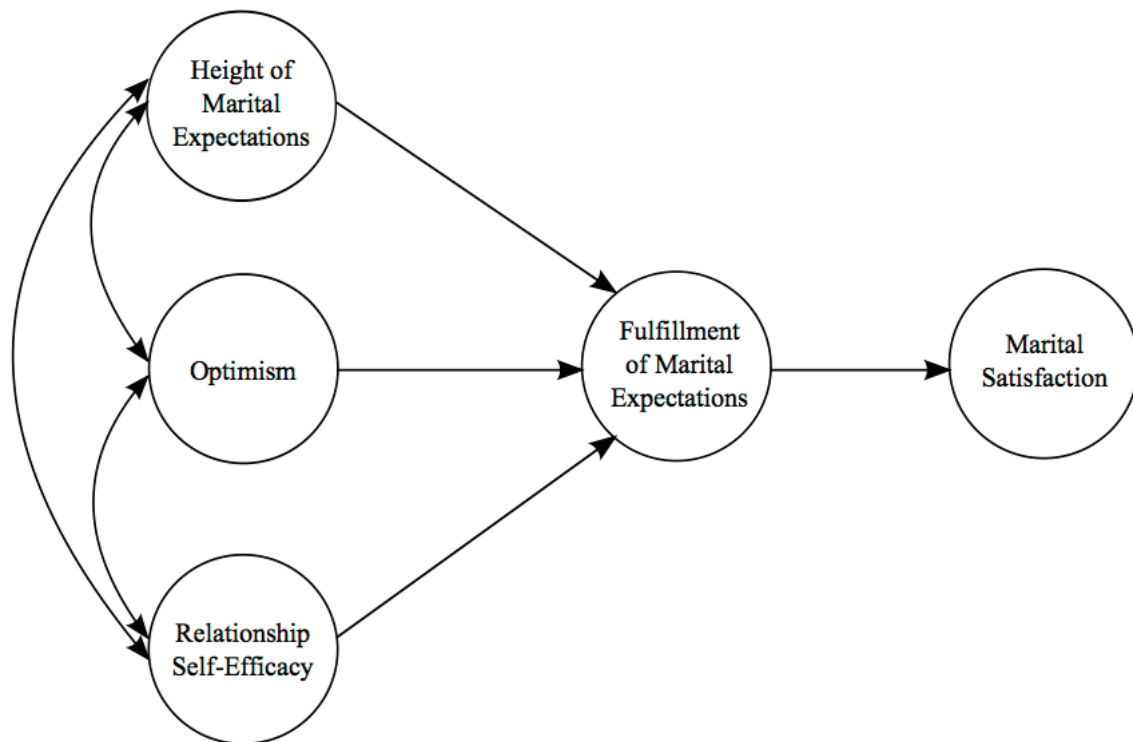 Height of
Marital
Expectations
Optimism
Fulfillment
of Marital
Expectations
Marital
Satisfaction
Relationship
Self-Efficacy